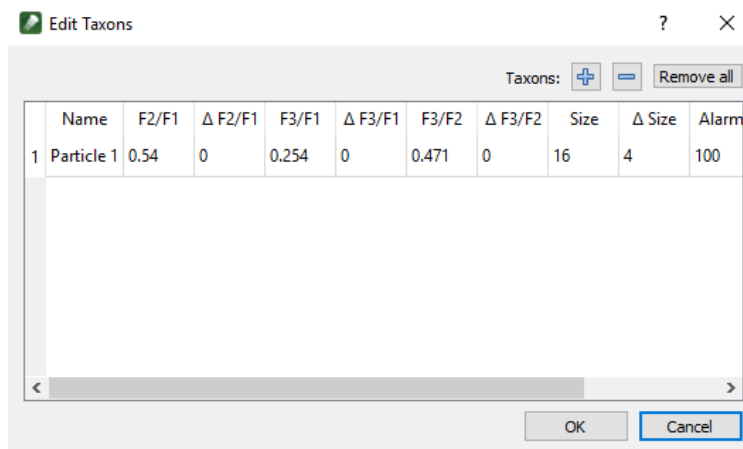 Edit Taxons ?
Taxons: Remove all
Name F2/F1 Δ F2/F1 F3/F1 Δ F3/F1 F3/F2 Δ F3/F2 Size Δ Size Alarm
1 Particle 1 0.54 0 0.254 0 0.471 0 16 4 100
OK Cancel